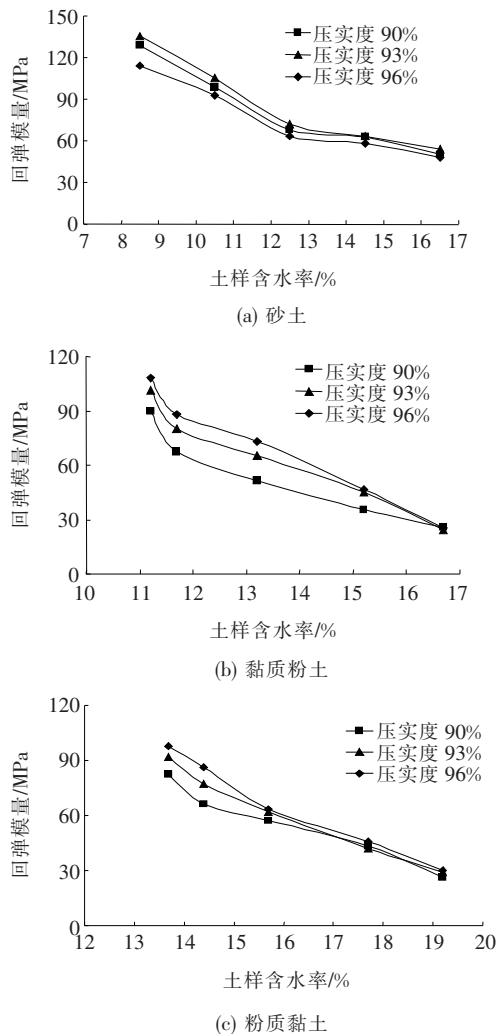 150
120
90
60
30
0
回弹模量/MPa
压实度 90%
压实度 93%
压实度 96%
7 8 9 10 11 12 13 14 15 16 17
土样含水率/%
(a) 砂土
120
90
60
30
0
回弹模量/MPa
压实度 90%
压实度 93%
压实度 96%
10 11 12 13 14 15 16 17
土样含水率/%
(b) 黏质粉土
120
90
60
30
0
回弹模量/MPa
压实度 90%
压实度 93%
压实度 96%
12 13 14 15 16 17 18 19 20
土样含水率/%
(c) 粉质黏土